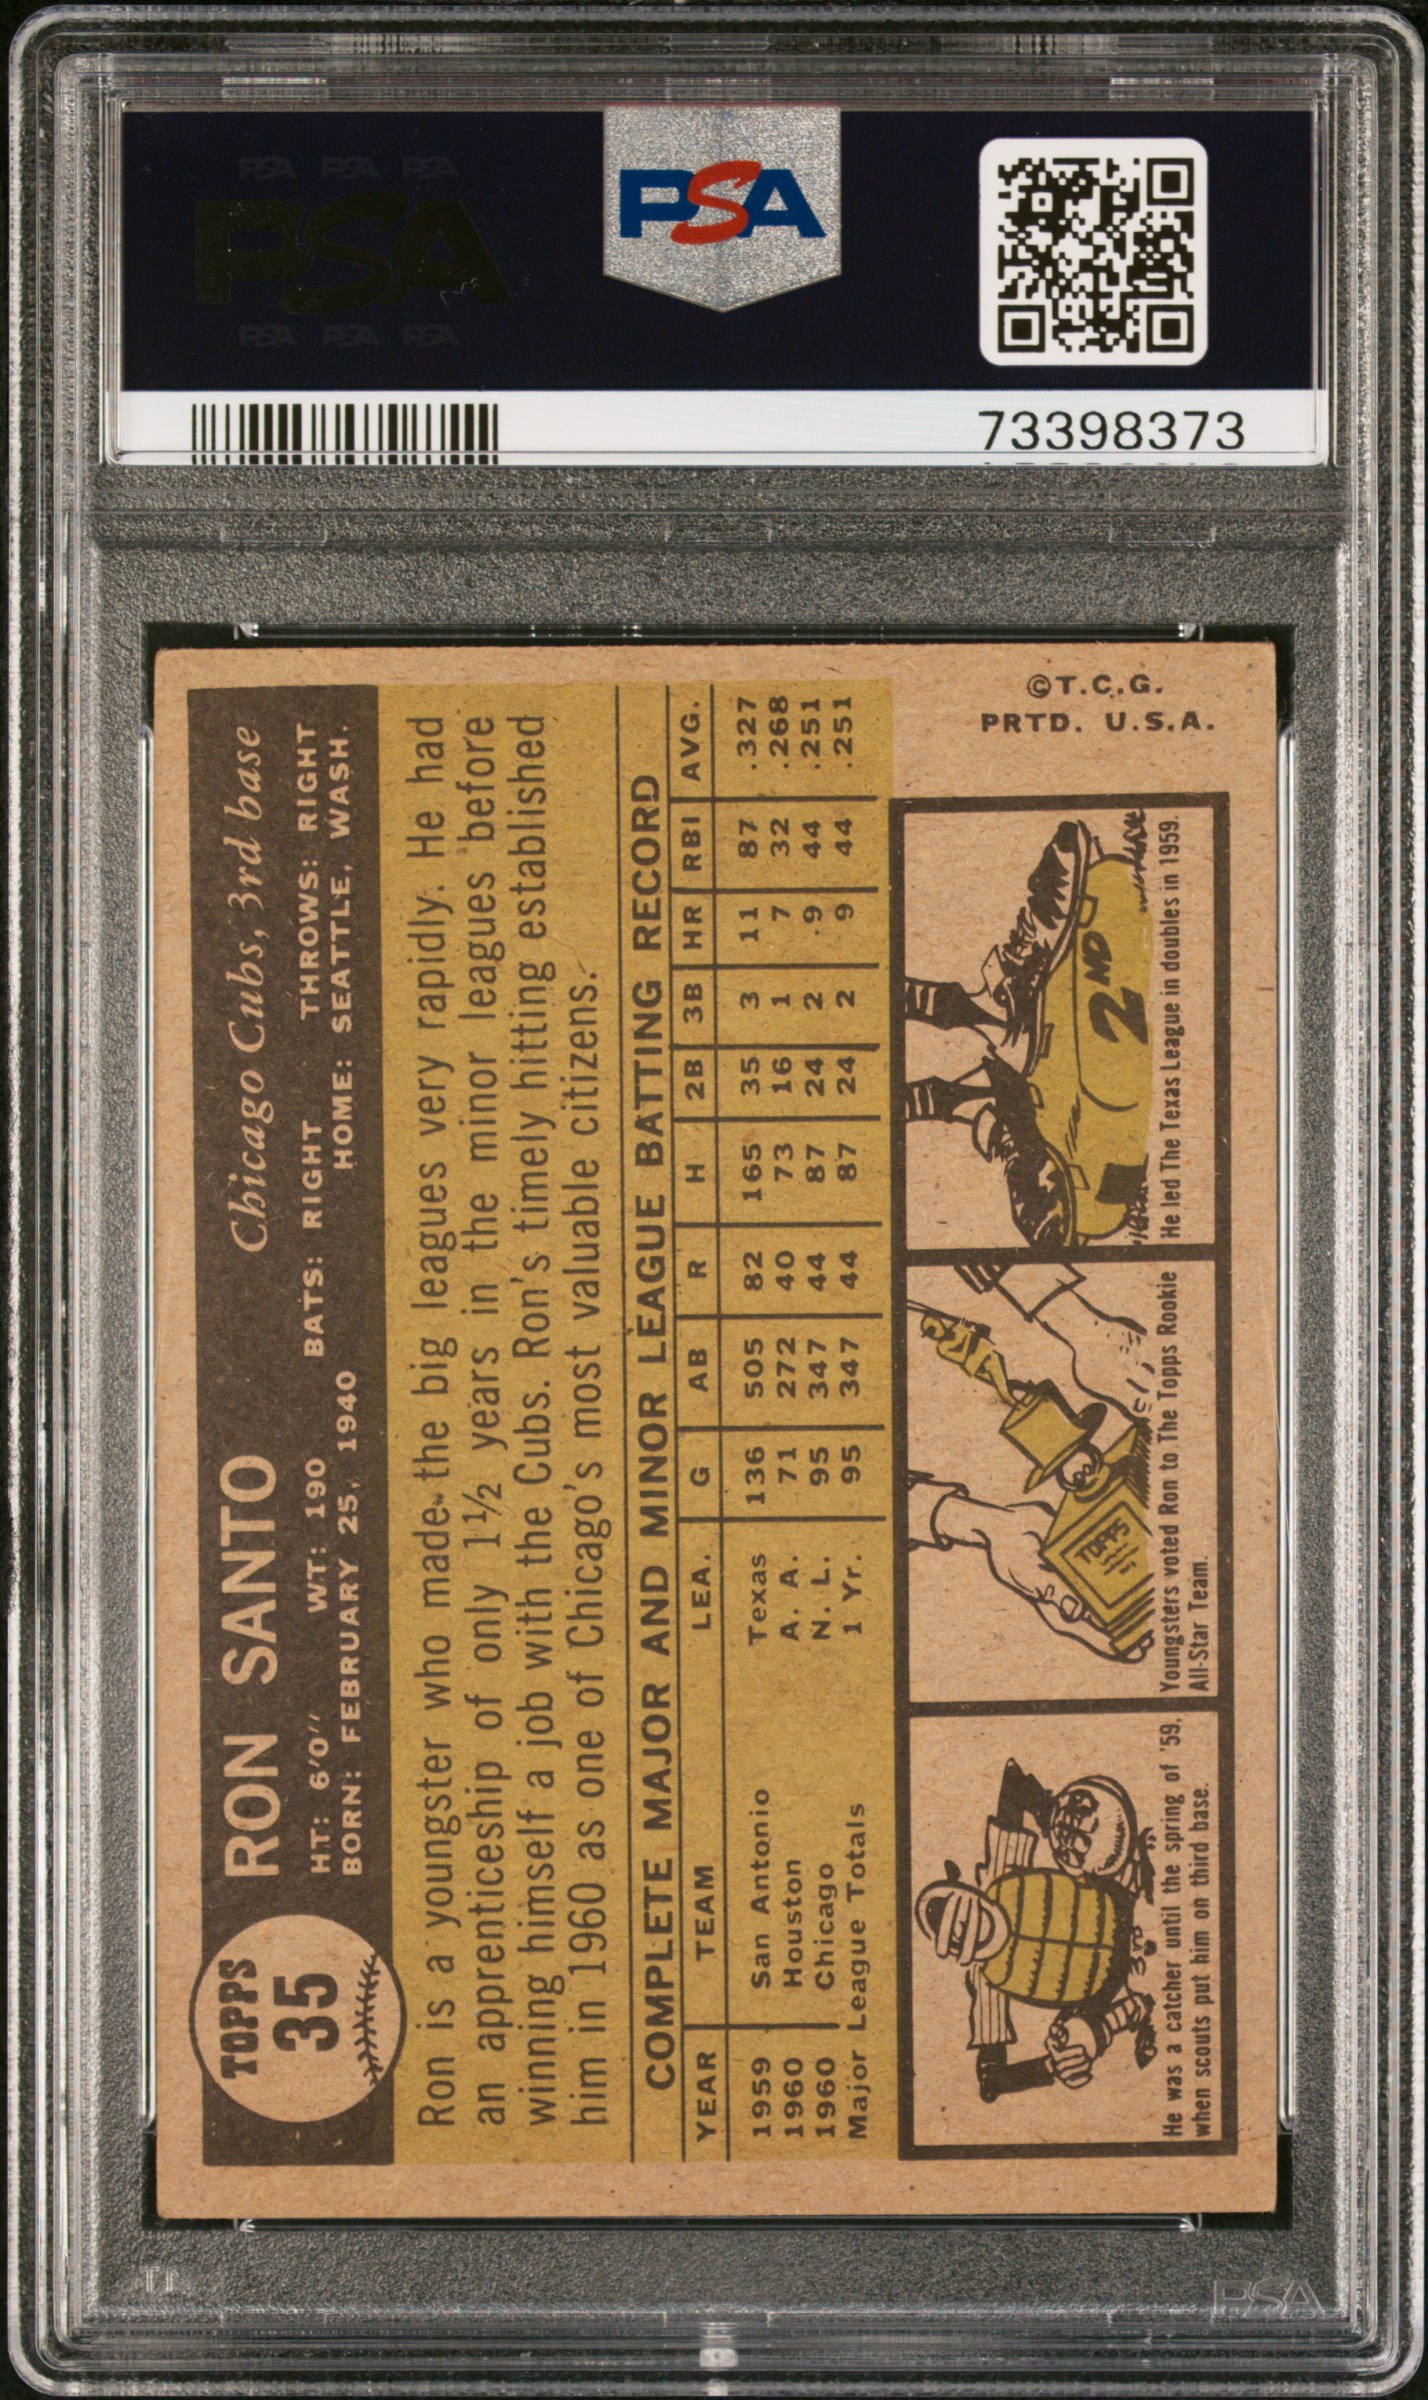 PSA PSA PSA
PSA
PSA PSA PSA
PSA
73398373
TOPPS
35
RON SANTO
Chicago Cubs, 3rd base
HT: 6'0" WT: 190 BATS: RIGHT THROWS: RIGHT
BORN: FEBRUARY 25, 1940 HOME: SEATTLE, WASH.
Ron is a youngster who made the big leagues very rapidly. He had
an apprenticeship of only 1½ years in the minor leagues before
winning himself a job with the Cubs. Ron's timely hitting established
him in 1960 as one of Chicago's most valuable citizens.
COMPLETE MAJOR AND MINOR LEAGUE BATTING RECORD
YEAR TEAM LEA. G AB R H 2B 3B HR RBI AVG.
1959 San Antonio Texas 136 505 82 165 35 3 11 87 .327
1960 Houston A. A. 71 272 40 73 16 1 7 32 .268
1960 Chicago N. L. 95 347 44 87 24 2 9 44 .251
Major League Totals 1 Yr. 95 347 44 87 24 2 9 44 .251
3RD
He was a catcher until the spring of '59,
when scouts put him on third base.
TOPPS
Youngsters voted Ron to The Topps Rookie
All-Star Team.
2ND
He led The Texas League in doubles in 1959.
©T.C.G.
PRTD. U.S.A.
PSA